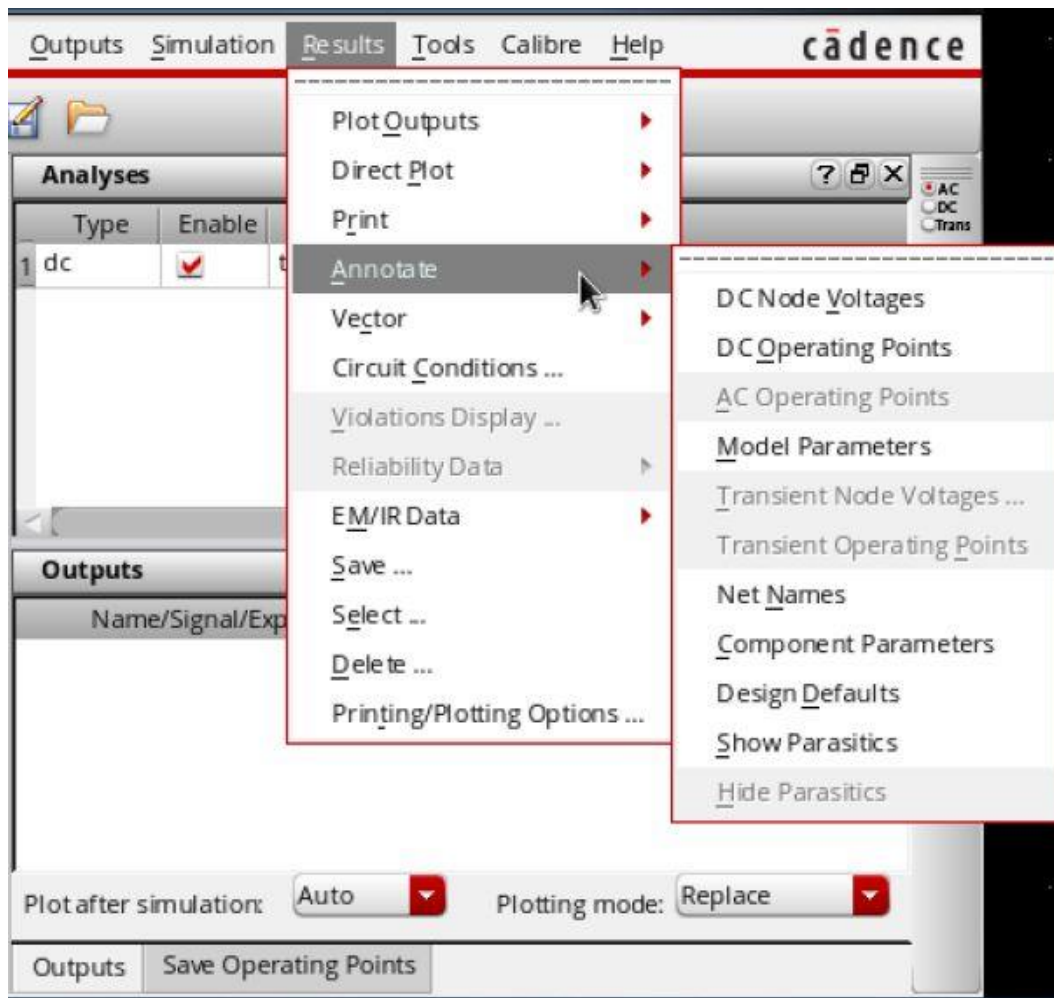 Outputs Simulation Results Tools Calibre Help cādence
Plot Outputs
Direct Plot
Print
Annotate
Vector
Circuit Conditions ...
Violations Display ...
Reliability Data
EM/IR Data
Save ...
Select ...
Delete ...
Printing/Plotting Options ...
DC Node Voltages
DC Operating Points
AC Operating Points
Model Parameters
Transient Node Voltages ...
Transient Operating Points
Net Names
Component Parameters
Design Defaults
Show Parasitics
Hide Parasitics
Analyses ?
AC
DC
Trans
Type Enable
1 dc t
Outputs
Name/Signal/Exp
Plot after simulation: Auto Plotting mode: Replace
Outputs Save Operating Points